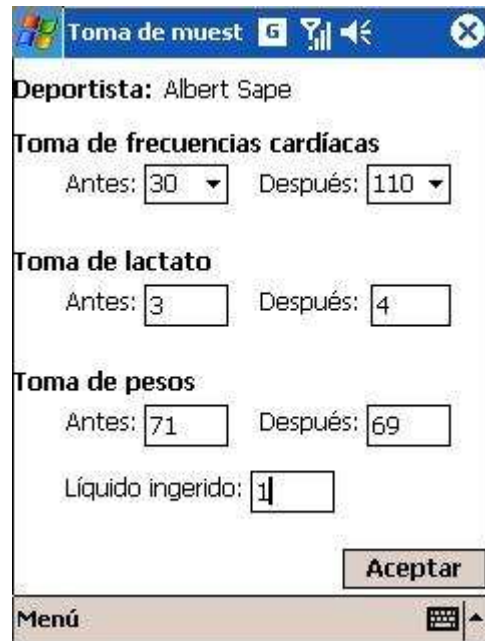 Toma de muest G
Deportista: Albert Sape
Toma de frecuencias cardíacas
Antes: 30 Después: 110
Toma de lactato
Antes: 3 Después: 4
Toma de pesos
Antes: 71 Después: 69
Líquido ingerido: 1
Aceptar
Menú